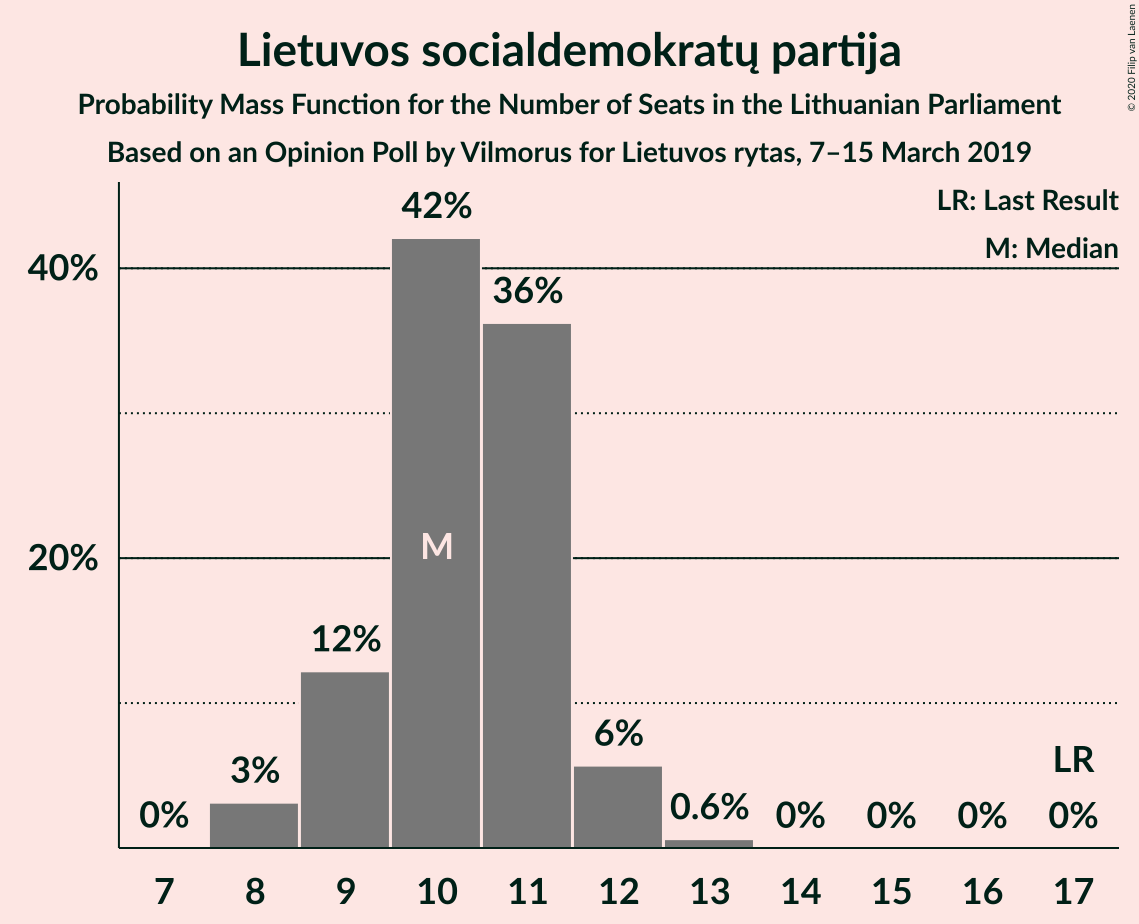 Lietuvos socialdemokratų partija
Probability Mass Function for the Number of Seats in the Lithuanian Parliament
Based on an Opinion Poll by Vilmorus for Lietuvos rytas, 7–15 March 2019
© 2020 Filip van Laenen
LR: Last Result
M: Median
40%
20%
0%
3%
12%
42%
36%
6%
0.6%
0%
0%
0%
0%
M
LR
7 8 9 10 11 12 13 14 15 16 17